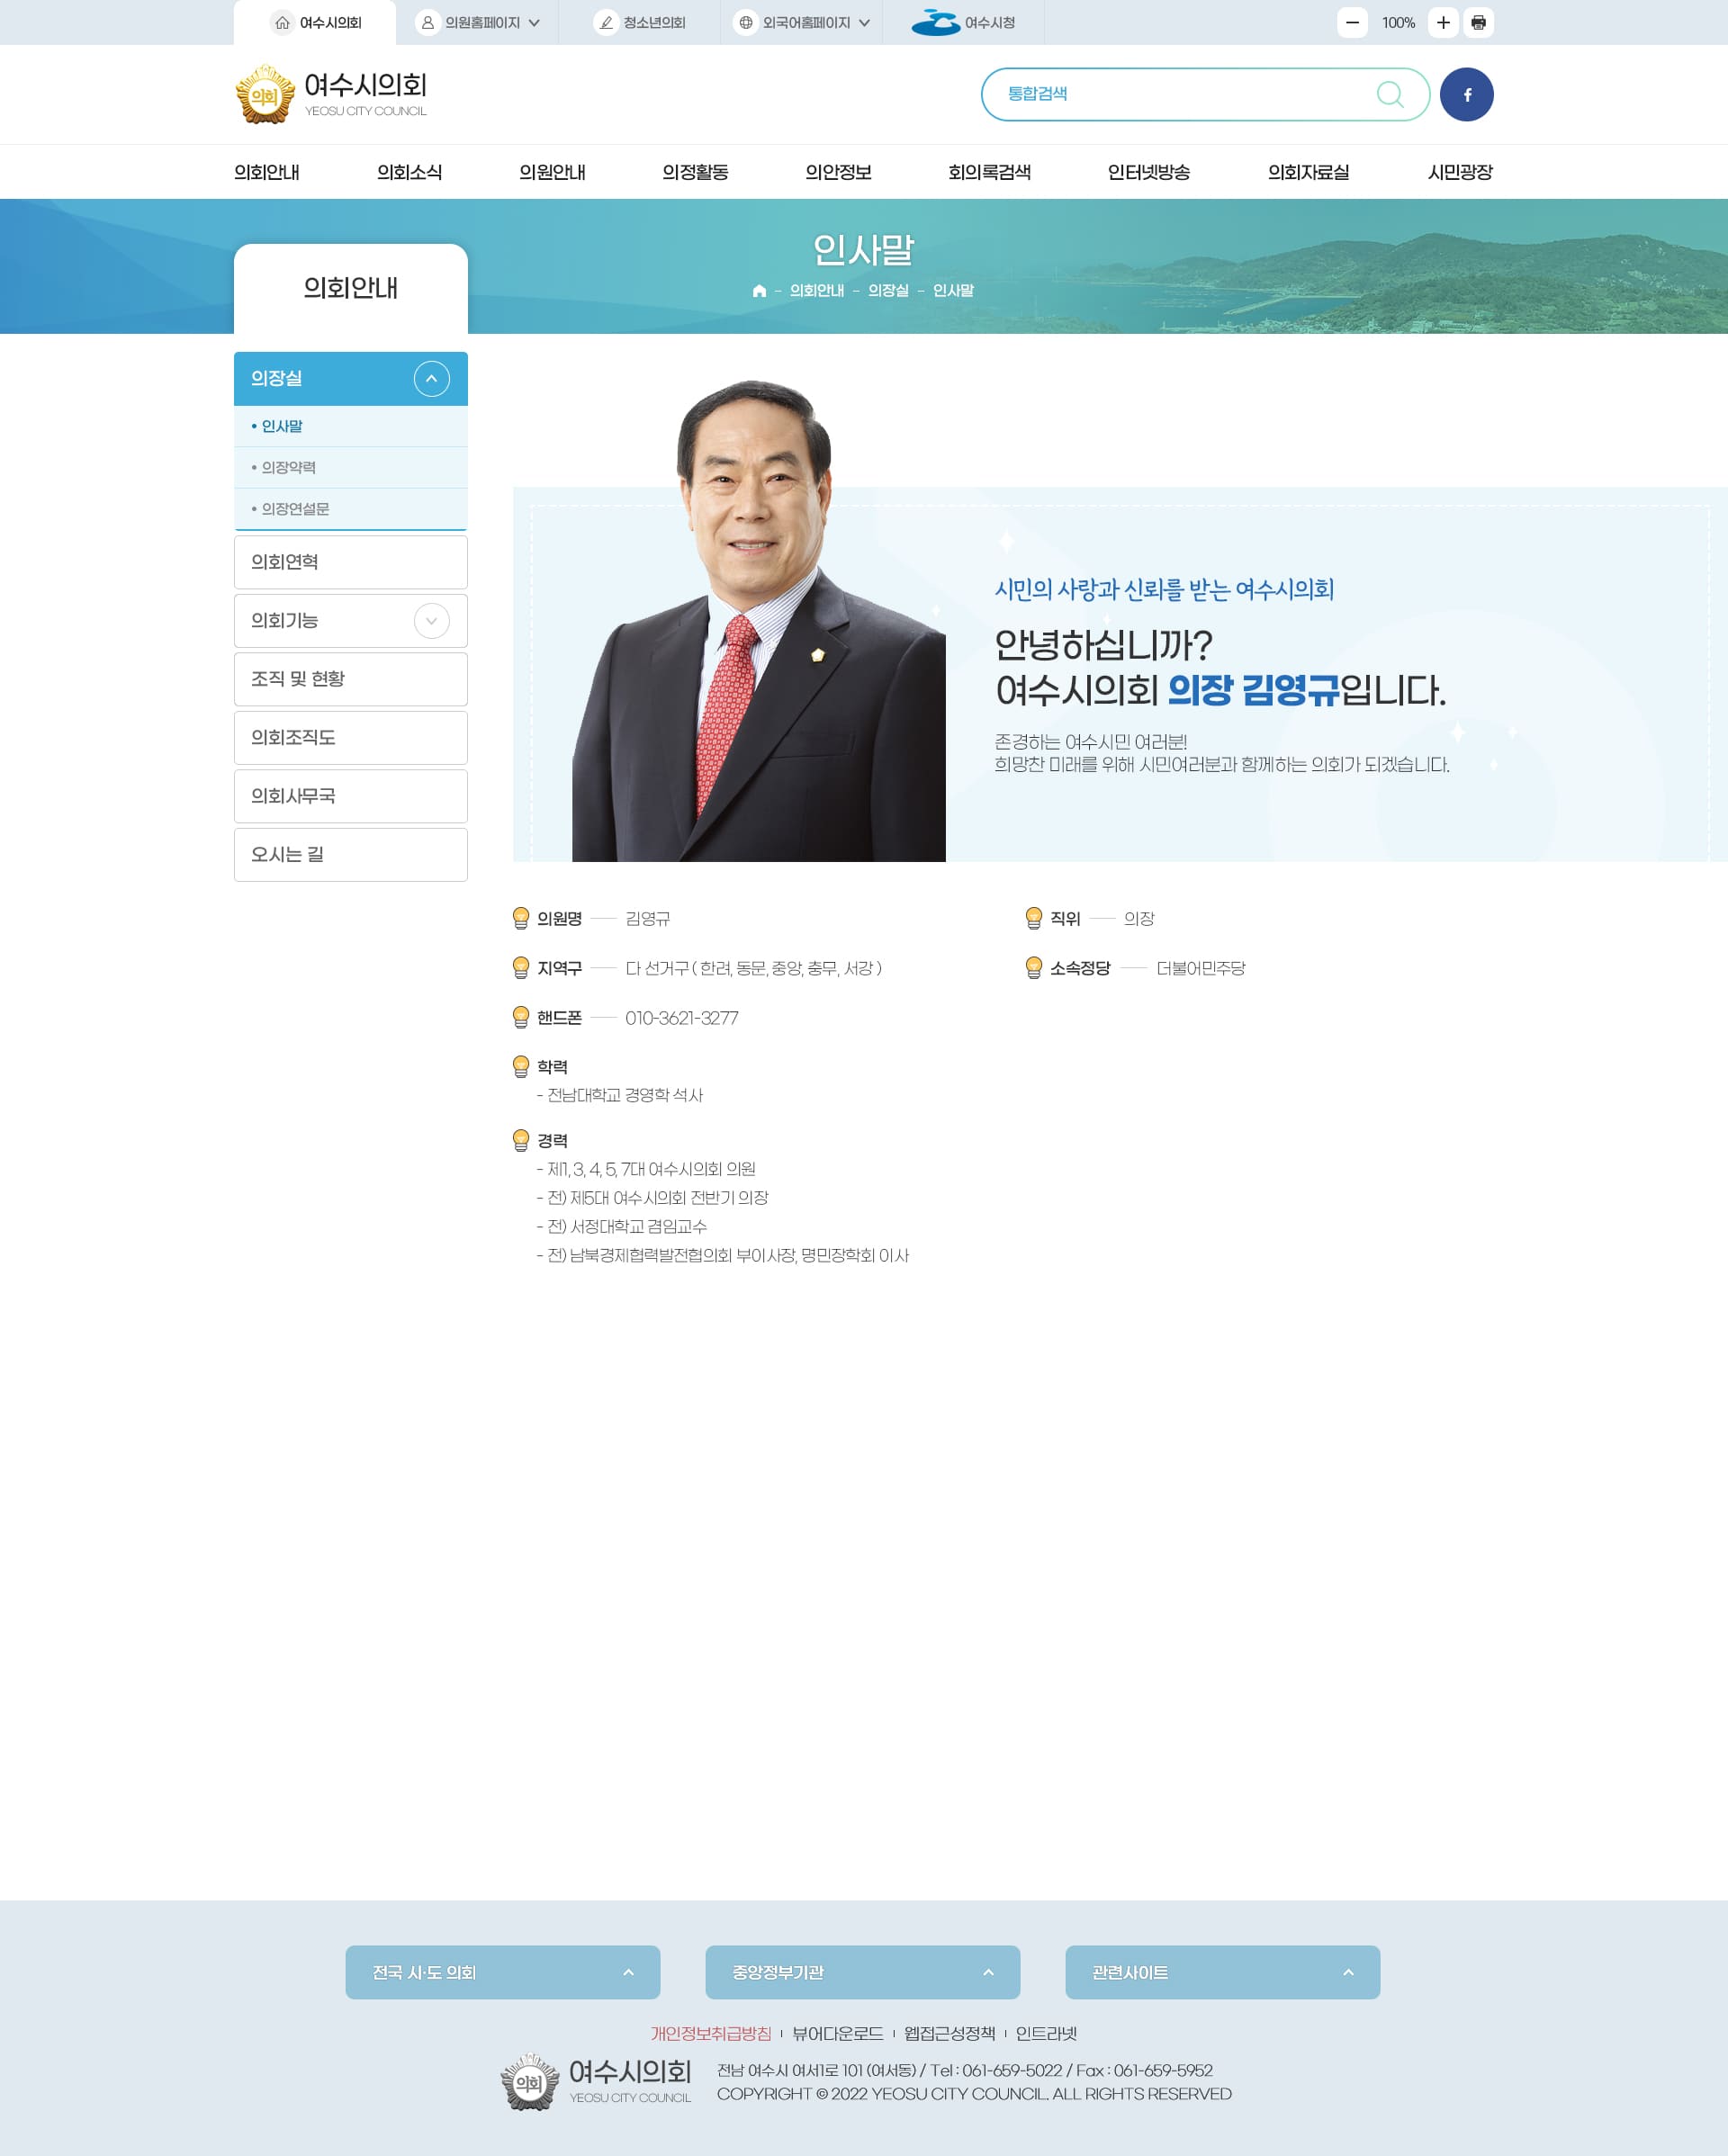 여수시의회
의원홈페이지
청소년의회
외국어홈페이지
여수시청
100%
의회
여수시의회
YEOSU CITY COUNCIL
통합검색
f
의회안내
의회소식
의원안내
의정활동
의안정보
회의록검색
인터넷방송
의회자료실
시민광장
인사말
의회안내 - 의장실 - 인사말
의회안내
의장실
• 인사말
• 의장약력
• 의장연설문
의회연혁
의회기능
조직 및 현황
의회조직도
의회사무국
오시는 길
시민의 사랑과 신뢰를 받는 여수시의회
안녕하십니까?
여수시의회 의장 김영규입니다.
존경하는 여수시민 여러분!
희망찬 미래를 위해 시민여러분과 함께하는 의회가 되겠습니다.
의원명 김영규
직위 의장
지역구 다 선거구 ( 한려, 동문, 중앙, 충무, 서강 )
소속정당 더불어민주당
핸드폰 010-3621-3277
학력
- 전남대학교 경영학 석사
경력
- 제1, 3, 4, 5, 7대 여수시의회 의원
- 전) 제5대 여수시의회 전반기 의장
- 전) 서정대학교 겸임교수
- 전) 남북경제협력발전협의회 부이사장, 명민장학회 이사
전국 시·도 의회
중앙정부기관
관련사이트
개인정보취급방침
뷰어다운로드
웹접근성정책
인트라넷
의회
여수시의회
YEOSU CITY COUNCIL
전남 여수시 여서1로 101 (여서동) / Tel : 061-659-5022 / Fax : 061-659-5952
COPYRIGHT © 2022 YEOSU CITY COUNCIL. ALL RIGHTS RESERVED